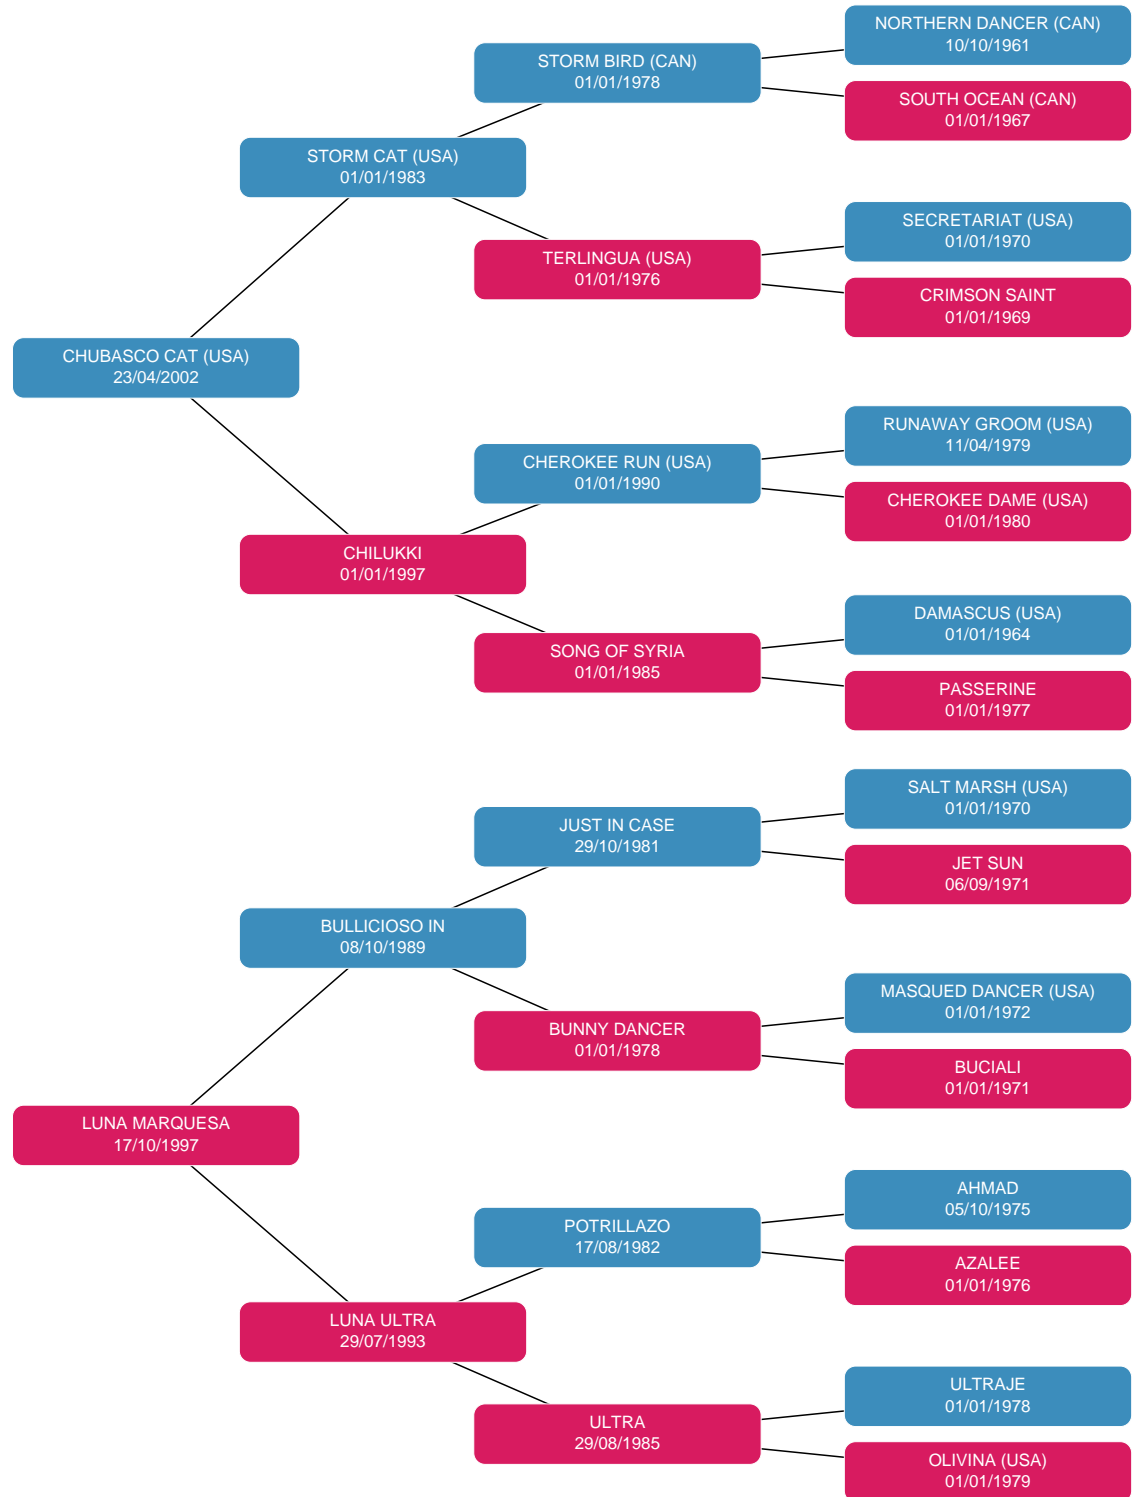 NORTHERN DANCER (CAN)
10/10/1961
STORM BIRD (CAN)
01/01/1978
SOUTH OCEAN (CAN)
01/01/1967
STORM CAT (USA)
01/01/1983
SECRETARIAT (USA)
01/01/1970
TERLINGUA (USA)
01/01/1976
CRIMSON SAINT
01/01/1969
CHUBASCO CAT (USA)
23/04/2002
RUNAWAY GROOM (USA)
11/04/1979
CHEROKEE RUN (USA)
01/01/1990
CHEROKEE DAME (USA)
01/01/1980
CHILUKKI
01/01/1997
DAMASCUS (USA)
01/01/1964
SONG OF SYRIA
01/01/1985
PASSERINE
01/01/1977
SALT MARSH (USA)
01/01/1970
JUST IN CASE
29/10/1981
JET SUN
06/09/1971
BULLICIOSO IN
08/10/1989
MASQUED DANCER (USA)
01/01/1972
BUNNY DANCER
01/01/1978
BUCIALI
01/01/1971
LUNA MARQUESA
17/10/1997
AHMAD
05/10/1975
POTRILLAZO
17/08/1982
AZALEE
01/01/1976
LUNA ULTRA
29/07/1993
ULTRAJE
01/01/1978
ULTRA
29/08/1985
OLIVINA (USA)
01/01/1979